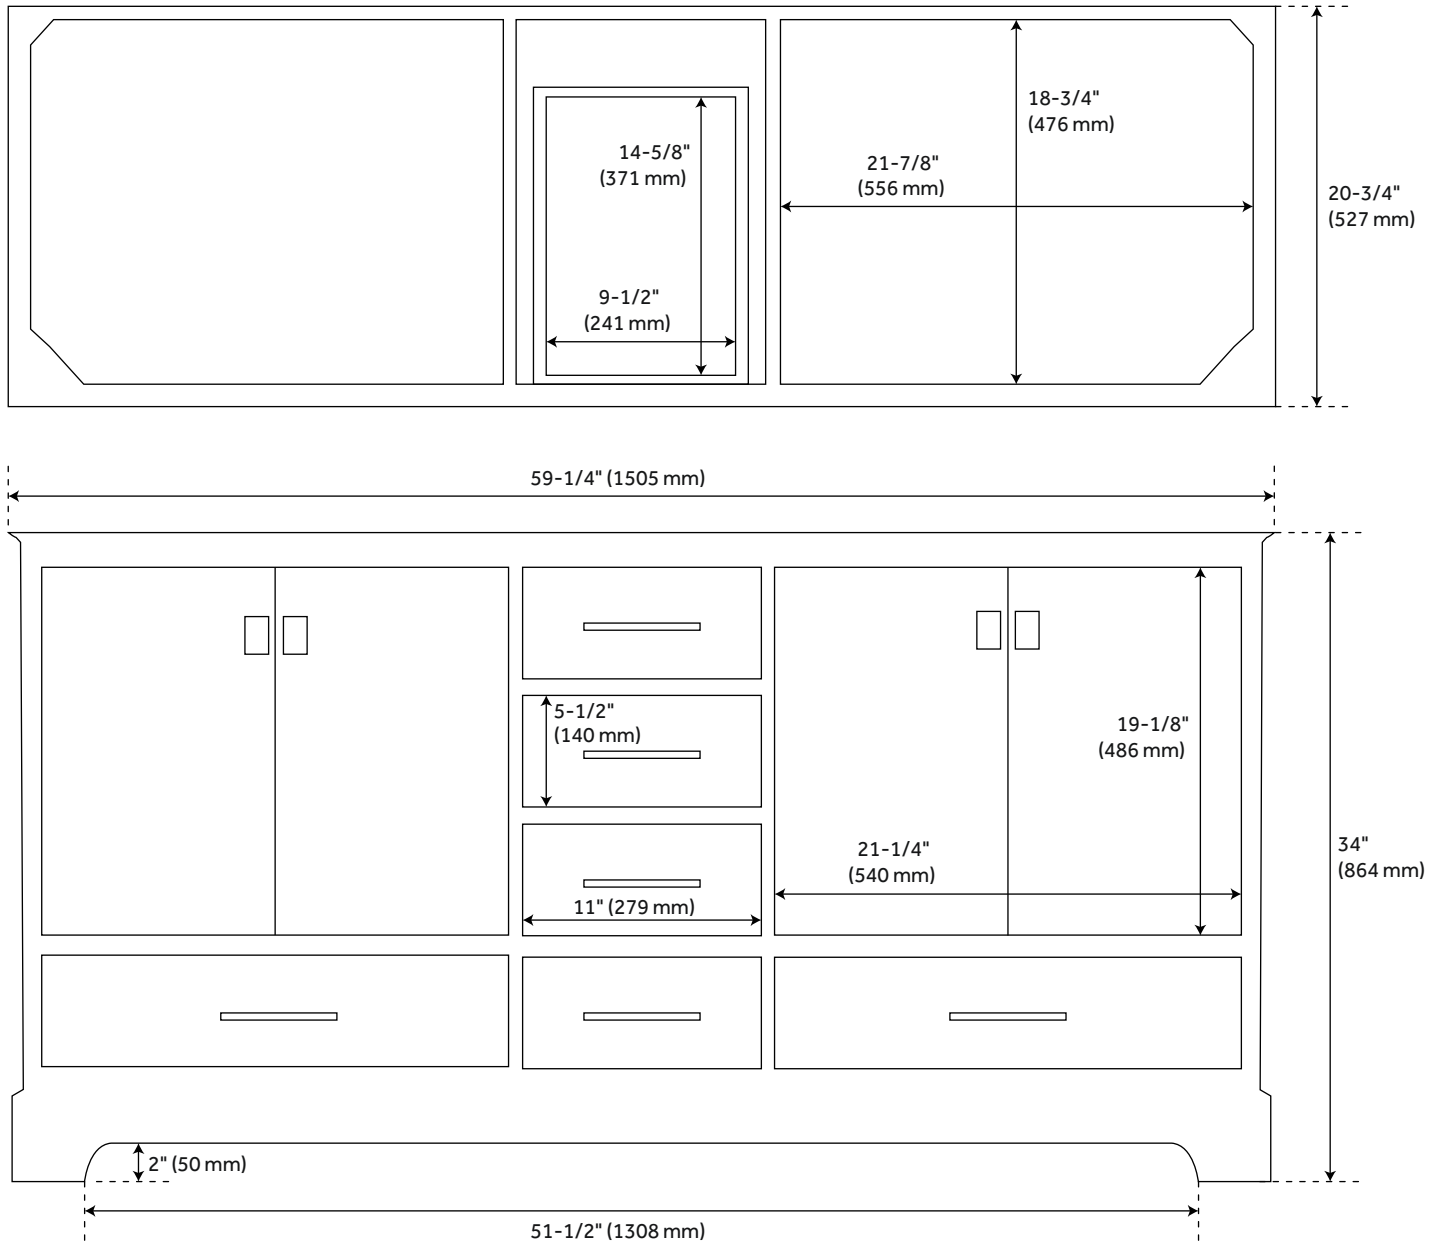 18-3/4"
(476 mm)
14-5/8"
(371 mm)
21-7/8"
(556 mm)
20-3/4"
(527 mm)
9-1/2"
(241 mm)
59-1/4" (1505 mm)
5-1/2"
(140 mm)
19-1/8"
(486 mm)
21-1/4"
(540 mm)
34"
(864 mm)
11" (279 mm)
2" (50 mm)
51-1/2" (1308 mm)